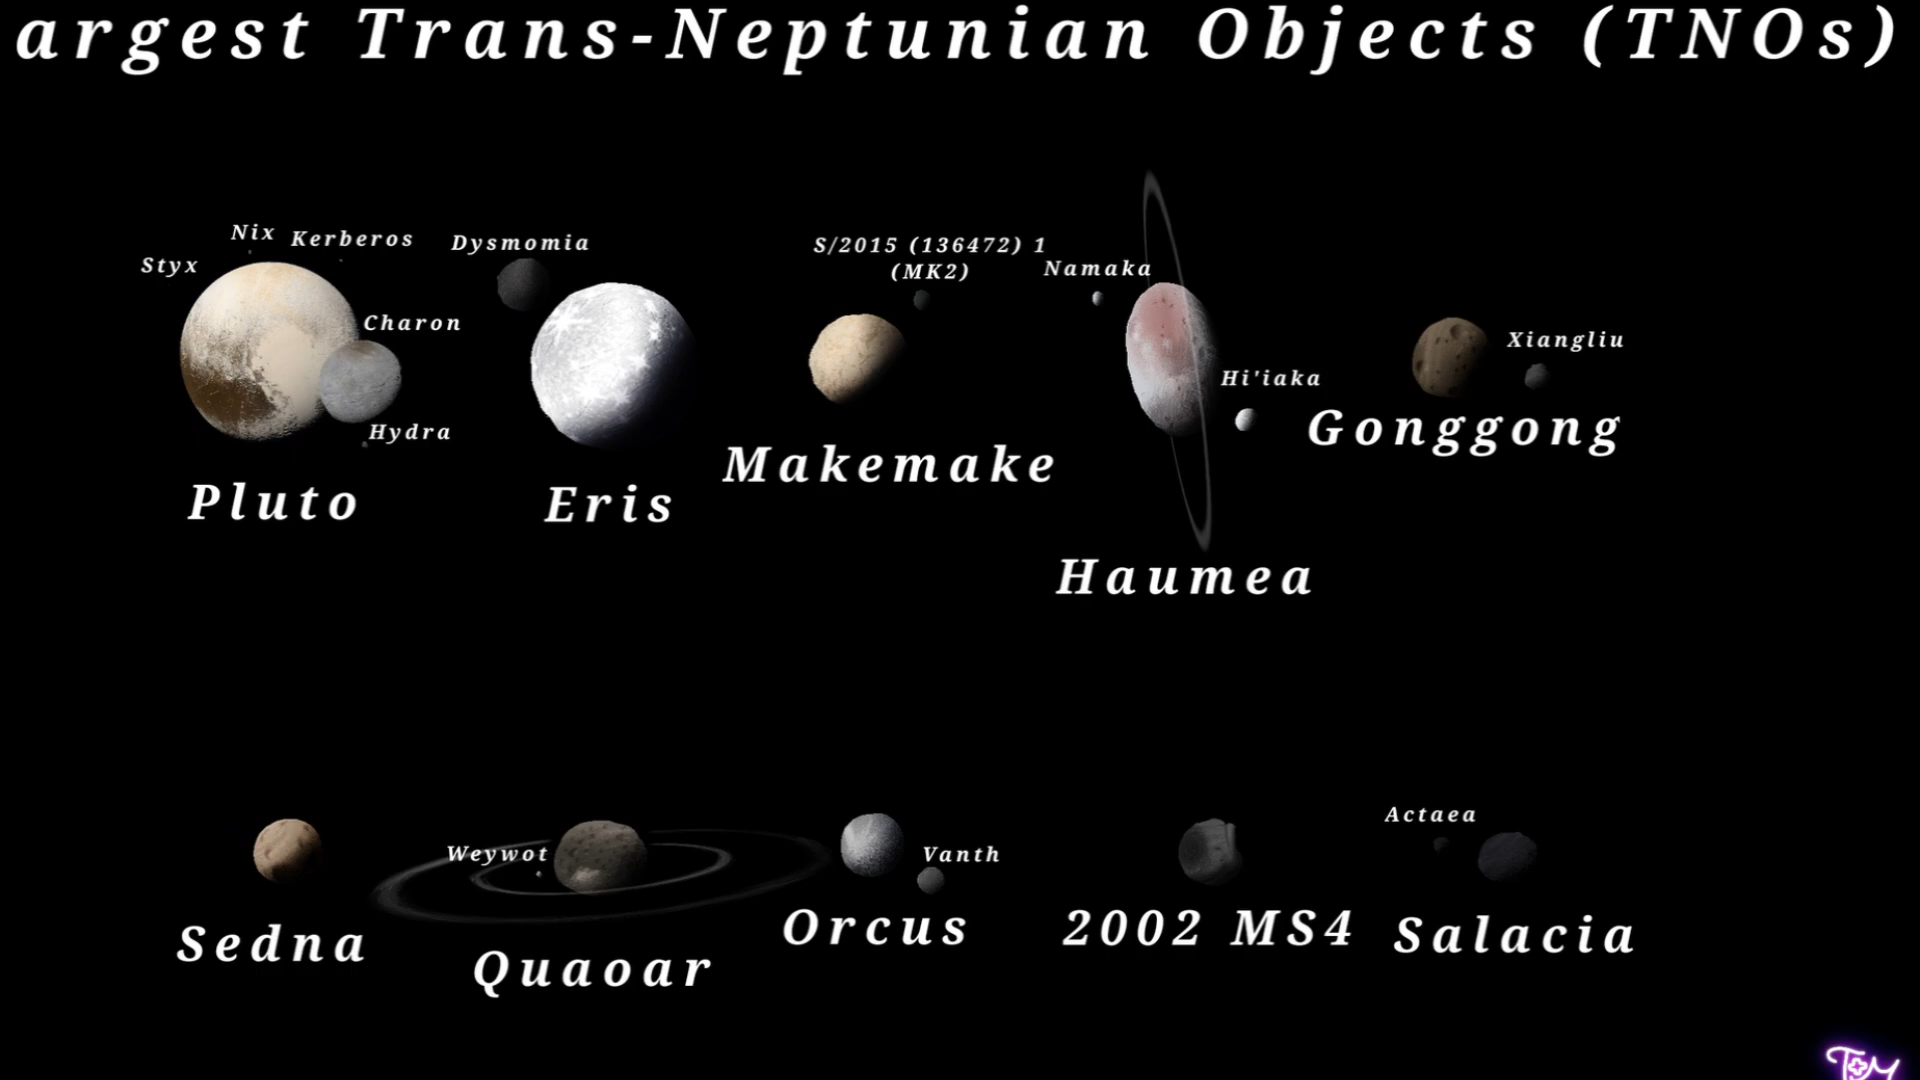 argest Trans-Neptunian Objects (TNOs)
Nix Kerberos
Styx
Dysmomia
S/2015 (136472) 1
(MK2)
Namaka
Charon
Xiangliu
Hi'iaka
Hydra
Gonggong
Makemake
Pluto
Eris
Haumea
Actaea
Weywot
Vanth
Sedna
Quaoar
Orcus
2002 MS4
Salacia